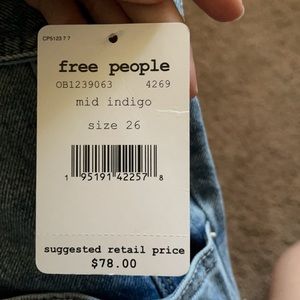 CP5123 7 7
free people
OB1239063 4269
mid indigo
size 26
1 95191 42257 8
suggested retail price
$78.00